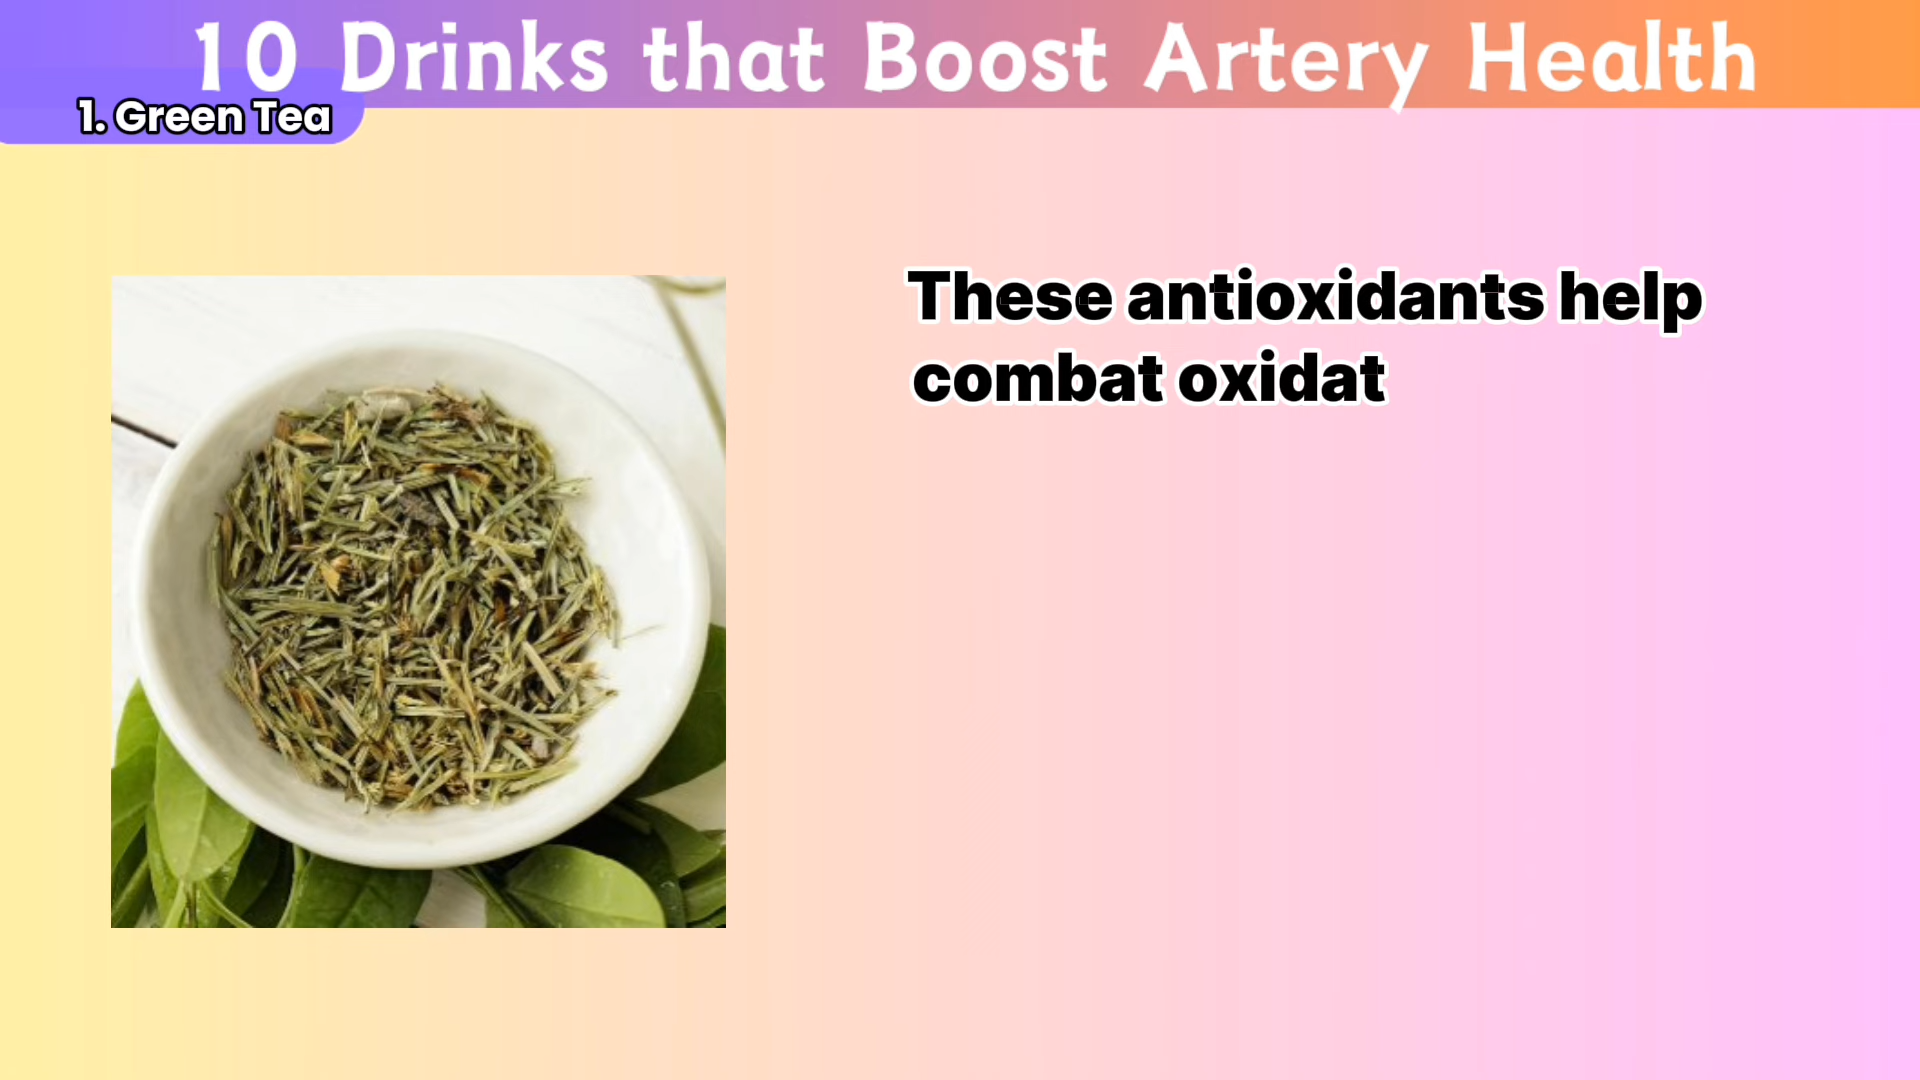 10 Drinks that Boost Artery Health
1. Green Tea
These antioxidants help
combat oxidat